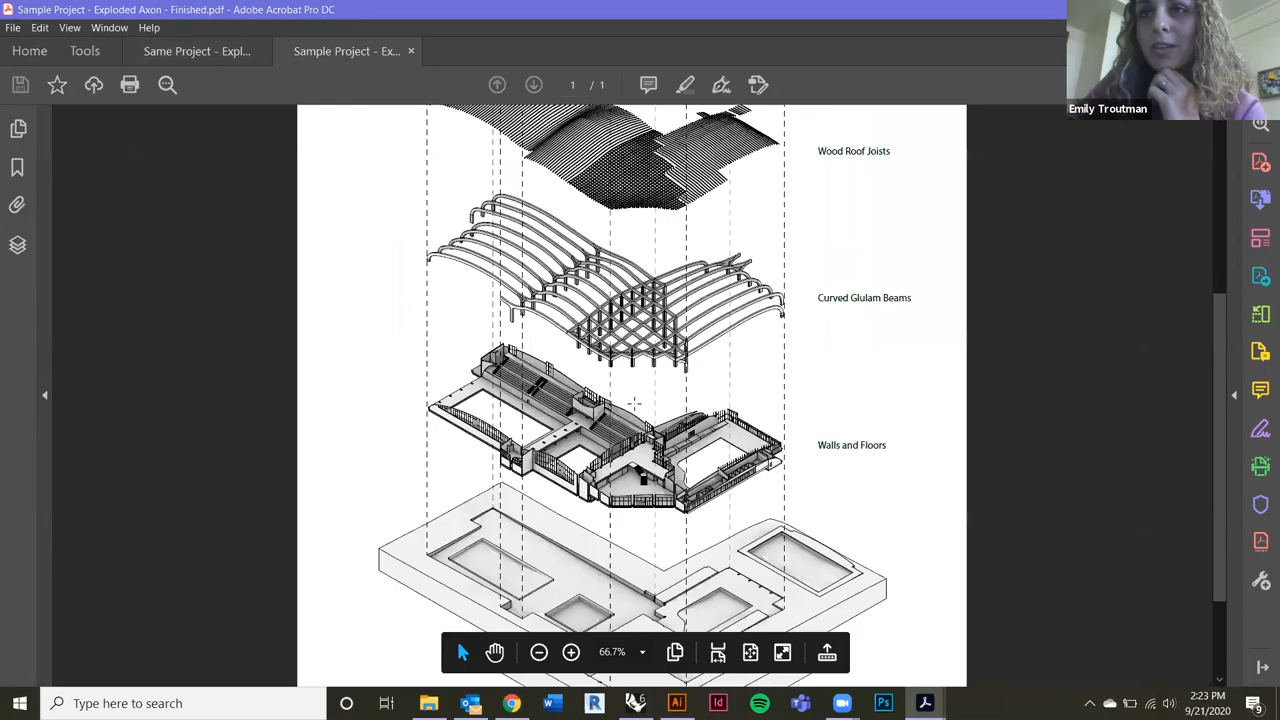 Sample Project - Exploded Axon - Finished.pdf - Adobe Acrobat Pro DC
File Edit View Window Help
Home Tools Same Project - Expl... Sample Project - Ex... ×
1 / 1
Emily Troutman
Wood Roof Joists
Curved Glulam Beams
Walls and Floors
66.7%
Type here to search
2:23 PM
9/21/2020